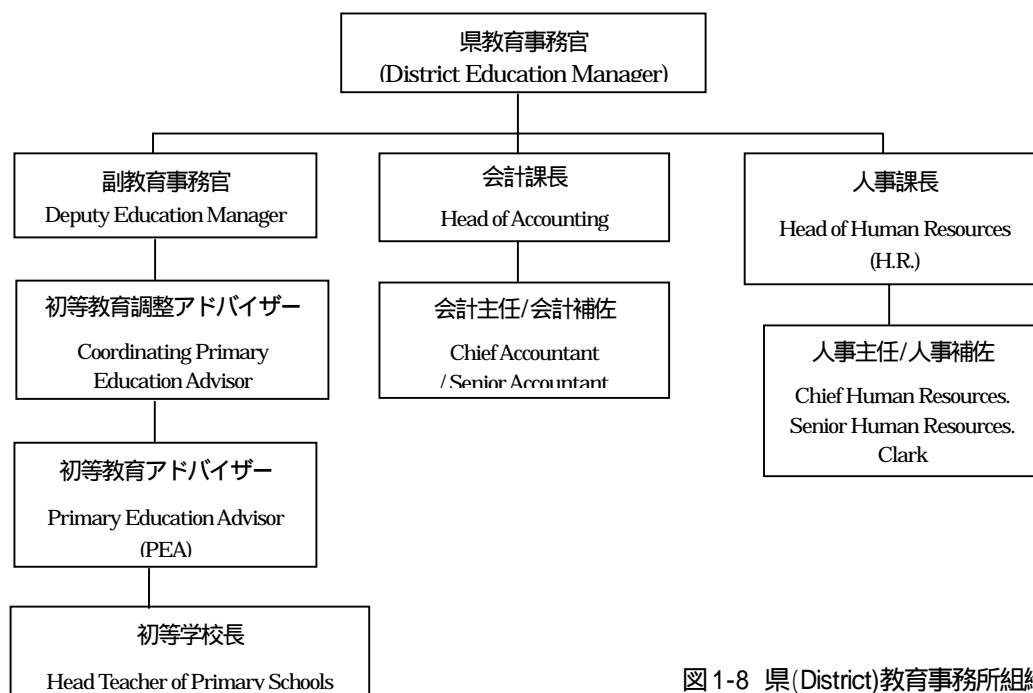 県教育事務官
(District Education Manager)
副教育事務官
Deputy Education Manager
会計課長
Head of Accounting
人事課長
Head of Human Resources
(H.R.)
初等教育調整アドバイザー
Coordinating Primary
Education Advisor
会計主任/会計補佐
Chief Accountant
/ Senior Accountant
人事主任/人事補佐
Chief Human Resources.
Senior Human Resources.
Clark
初等教育アドバイザー
Primary Education Advisor
(PEA)
初等学校長
Head Teacher of Primary Schools
図1-8 県(District)教育事務所組織